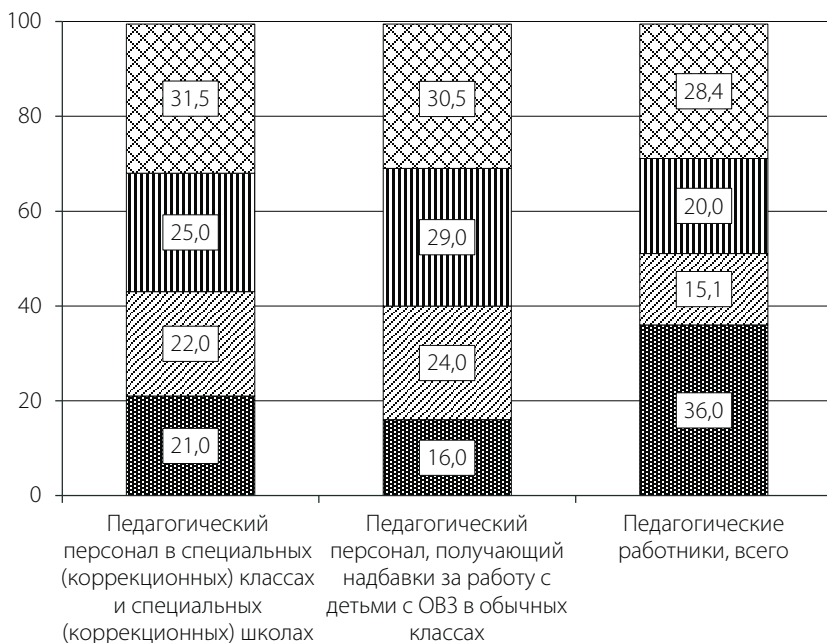 100
80
60
40
20
0
31,5
25,0
22,0
21,0
30,5
29,0
24,0
16,0
28,4
20,0
15,1
36,0
Педагогический
персонал в специальных
(коррекционных) классах
и специальных
(коррекционных) школах
Педагогический
персонал, получающий
надбавки за работу с
детьми с ОВЗ в обычных
классах
Педагогические
работники, всего